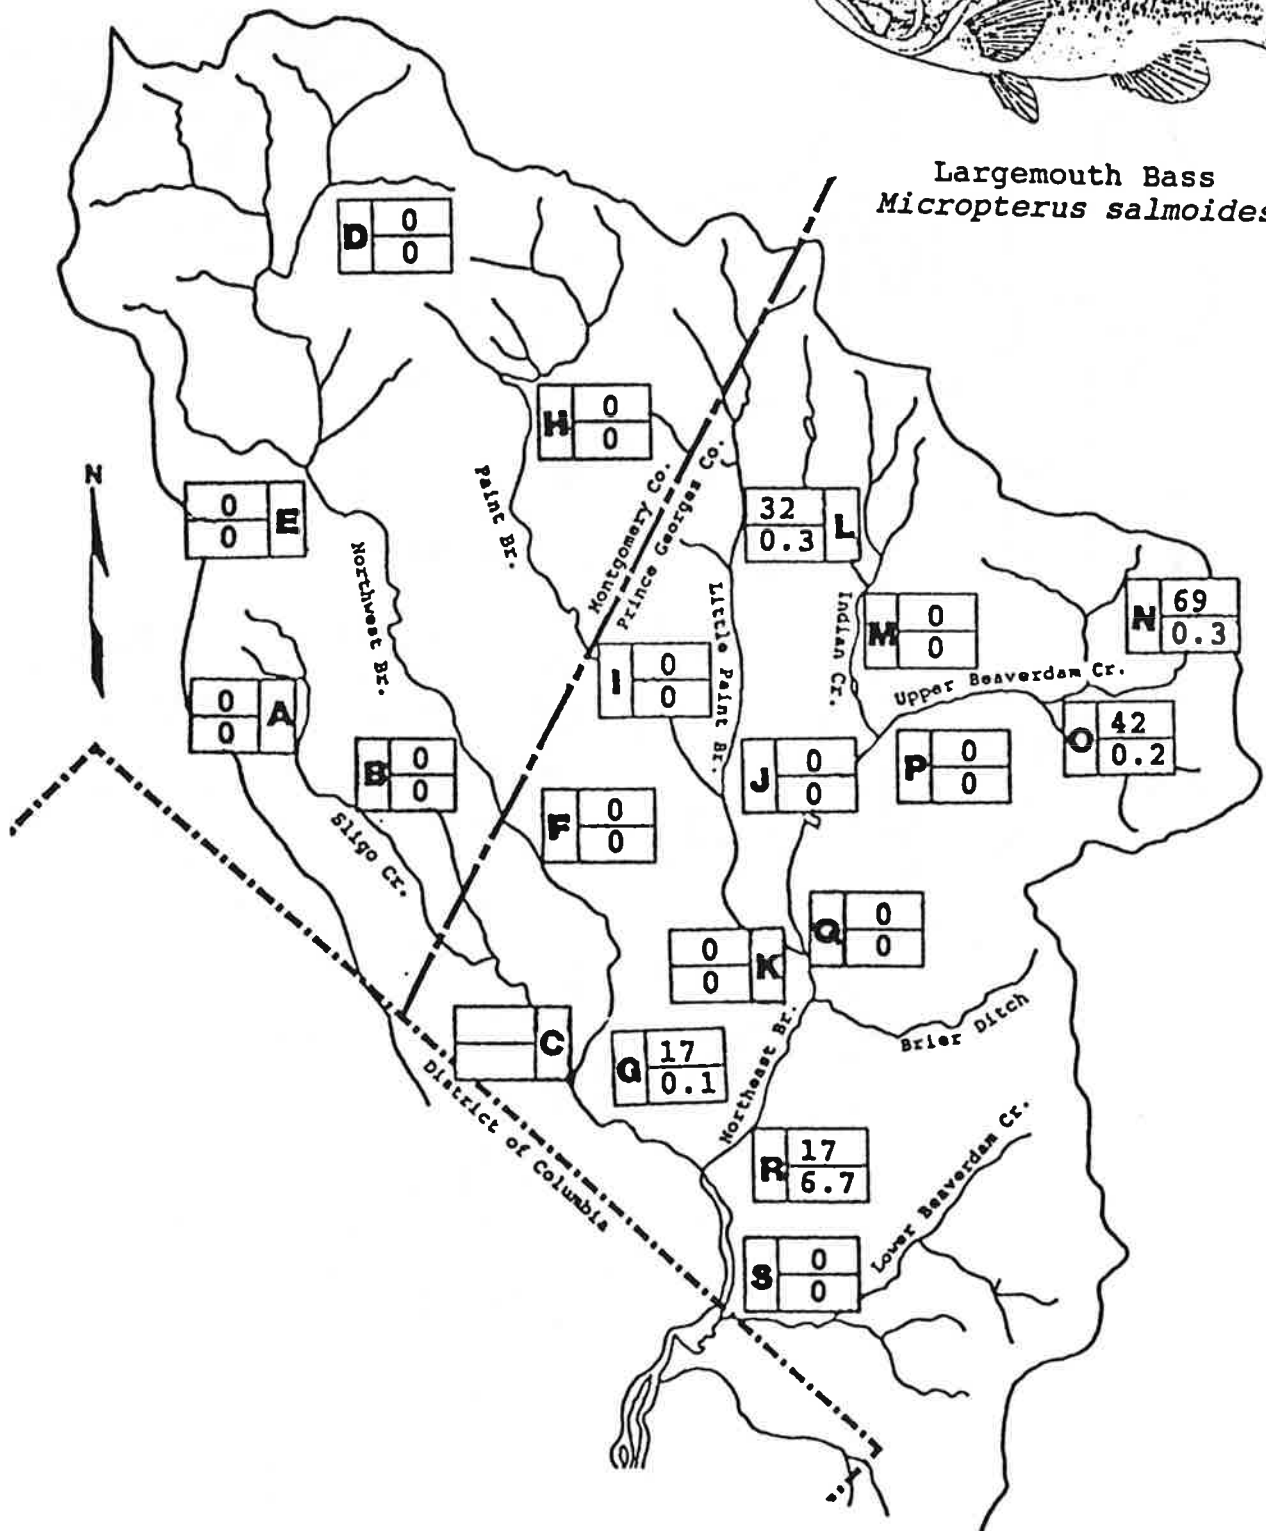 Largemouth Bass
Micropterus salmoides
D 0 0
H 0 0
N
E 0 0
Paint Br.
Montgomery Co.
Prince Georges Co.
L 32 0.3
Northwest Br.
Little Paint Br.
Indian Cr.
M 0 0
N 69 0.3
I 0 0
Upper Beaverdam Cr.
A 0 0
O 42 0.2
B 0 0
J 0 0
P 0 0
F 0 0
Sligo Cr.
Q 0 0
K 0 0
C
G 17 0.1
Northeast Br.
Brier Ditch
District of Columbia
R 17 6.7
Lower Beaverdam Cr.
S 0 0